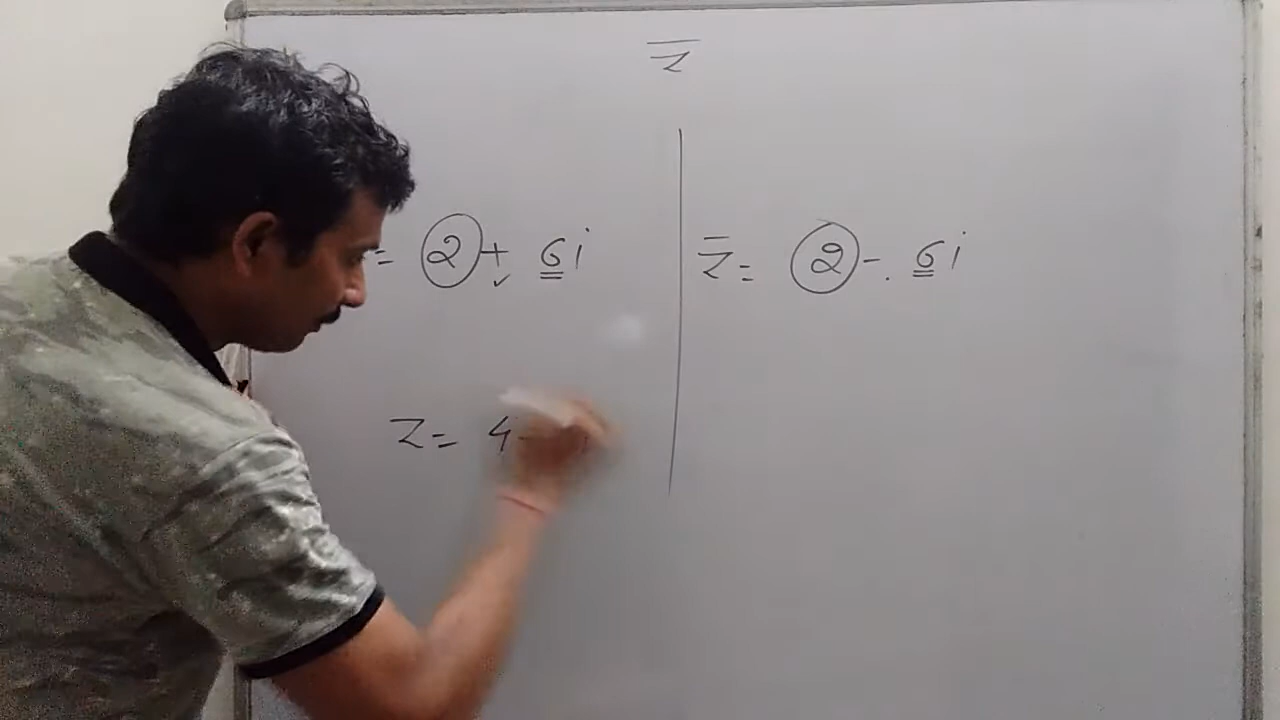 z̄
= 2 + 6i
z̄ = 2 - 6i
z = 4